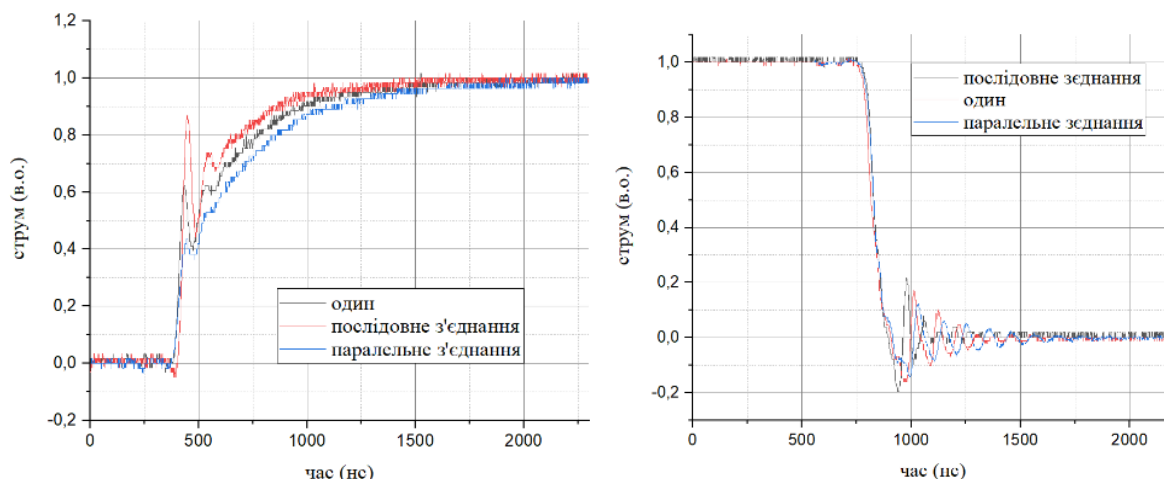 1,2
1,0
0,8
0,6
0,4
0,2
0,0
-0,2
струм (в.о.)
0
500
1000
1500
2000
час (нс)
один
послідовне з'єднання
паралельне з'єднання
1,0
0,8
0,6
0,4
0,2
0,0
-0,2
струм (в.о.)
0
500
1000
1500
2000
час (нс)
послідовне зєднання
один
паралельне зєднання